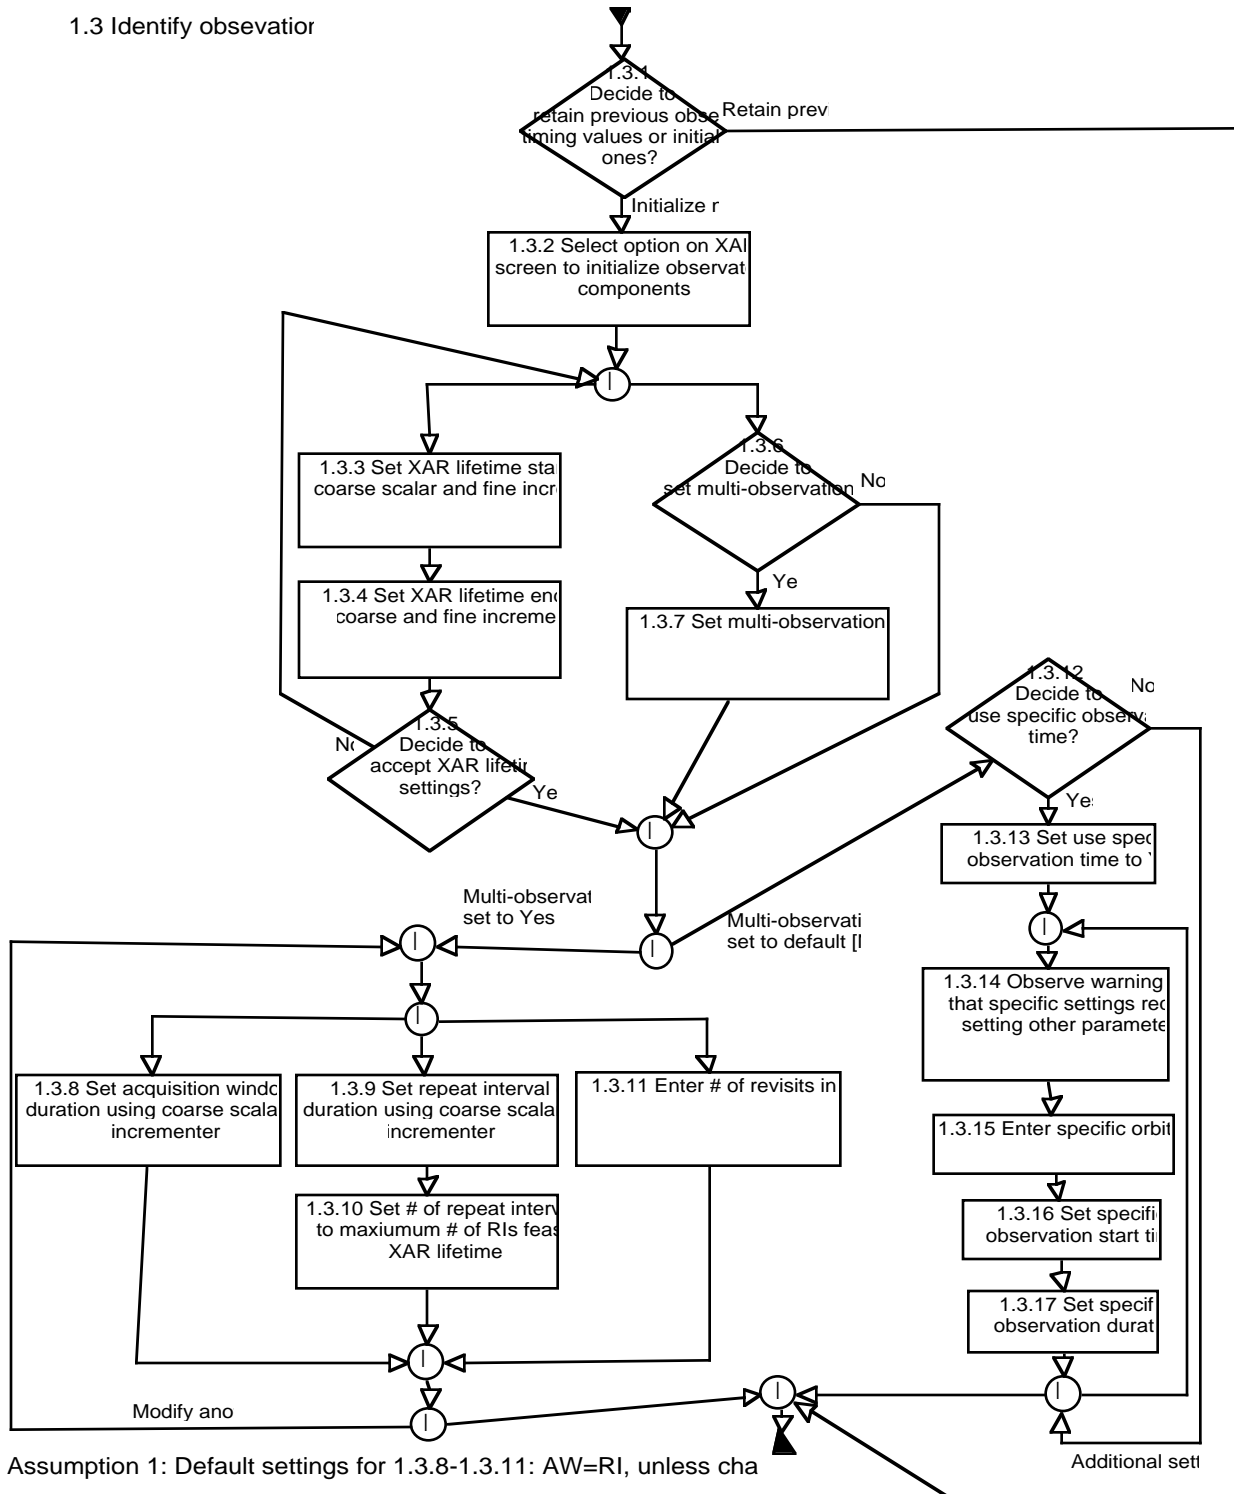 1.3 Identify obsevation
1.3.1
Decide to
retain previous obse
timing values or initial
ones?
Retain previ
Initialize r
1.3.2 Select option on XAI
screen to initialize observat
components
1.3.3 Set XAR lifetime sta
coarse scalar and fine incr
1.3.4 Set XAR lifetime end
coarse and fine increme
1.3.5
Decide to
accept XAR lifetir
settings?
No
Ye
1.3.6
Decide to
set multi-observation
No
Ye
1.3.7 Set multi-observation
1.3.12
Decide to
use specific observa
time?
No
Yes
1.3.13 Set use spec
observation time to
Multi-observat
set to Yes
Multi-observati
set to default [
1.3.14 Observe warning
that specific settings rec
setting other paramete
1.3.8 Set acquisition windo
duration using coarse scala
incrementer
1.3.9 Set repeat interval
duration using coarse scala
incrementer
1.3.11 Enter # of revisits in
1.3.15 Enter specific orbit
1.3.10 Set # of repeat interv
to maxiumum # of RIs feas
XAR lifetime
1.3.16 Set specifi
observation start ti
1.3.17 Set specif
observation durat
Modify ano
Additional sett
Assumption 1: Default settings for 1.3.8-1.3.11: AW=RI, unless cha